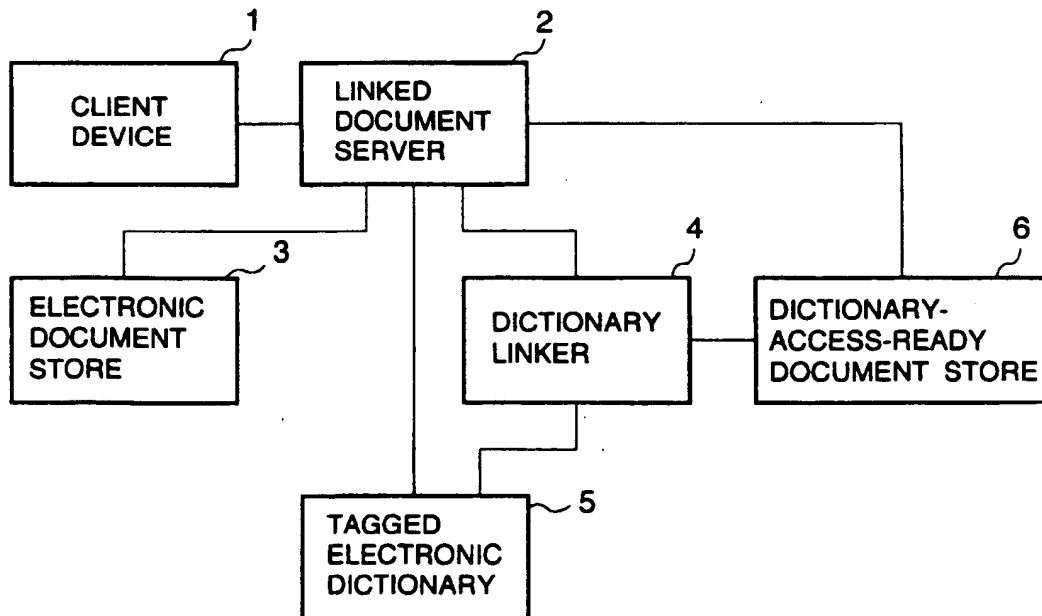 1
CLIENT
DEVICE
2
LINKED
DOCUMENT
SERVER
3
ELECTRONIC
DOCUMENT
STORE
4
DICTIONARY
LINKER
6
DICTIONARY-
ACCESS-READY
DOCUMENT STORE
5
TAGGED
ELECTRONIC
DICTIONARY